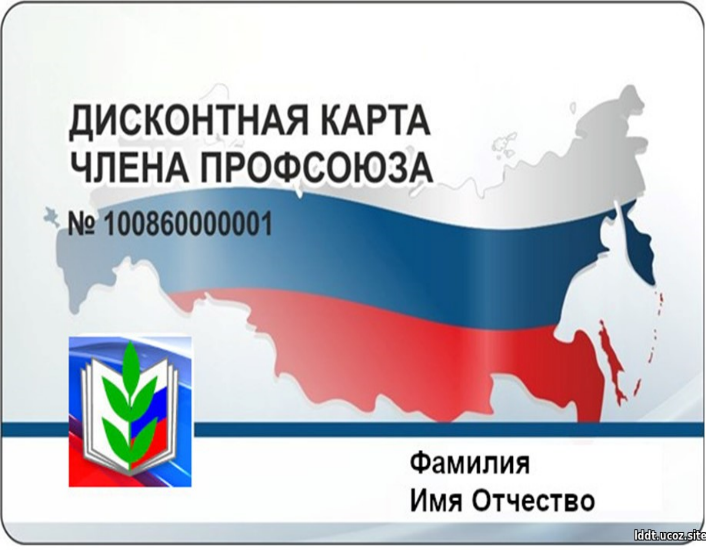 ДИСКОНТНАЯ КАРТА
ЧЛЕНА ПРОФСОЮЗА
№ 100860000001
Фамилия
Имя Отчество
lddt.ucoz.site